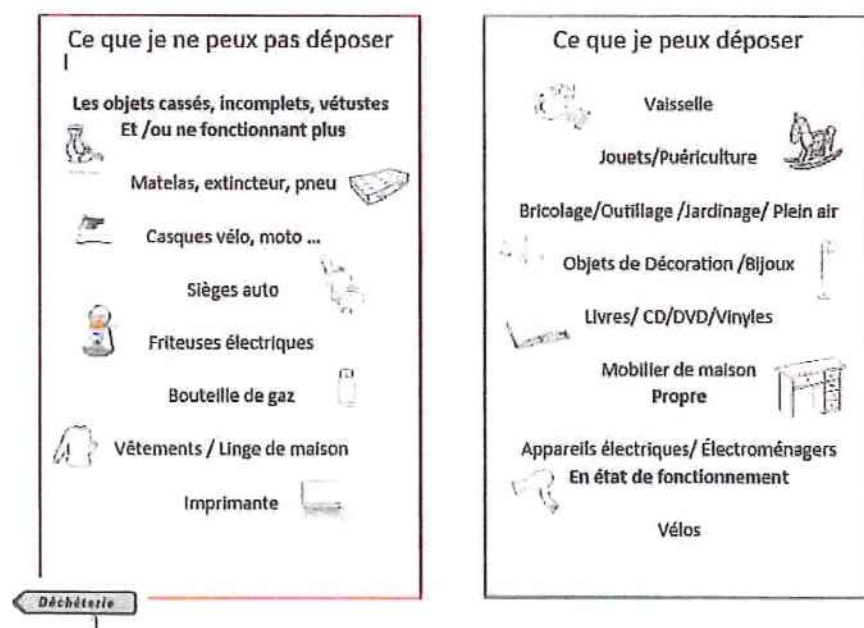 Ce que je ne peux pas déposer
Les objets cassés, incomplets, vétustes
Et /ou ne fonctionnant plus
Matelas, extincteur, pneu
Casques vélo, moto ...
Sièges auto
Friteuses électriques
Bouteille de gaz
Vêtements / Linge de maison
Imprimante
Déchèterie
Ce que je peux déposer
Vaisselle
Jouets/Puériculture
Bricolage/Outillage /Jardinage/ Plein air
Objets de Décoration /Bijoux
Livres/ CD/DVD/Vinyles
Mobilier de maison
Propre
Appareils électriques/ Électroménagers
En état de fonctionnement
Vélos